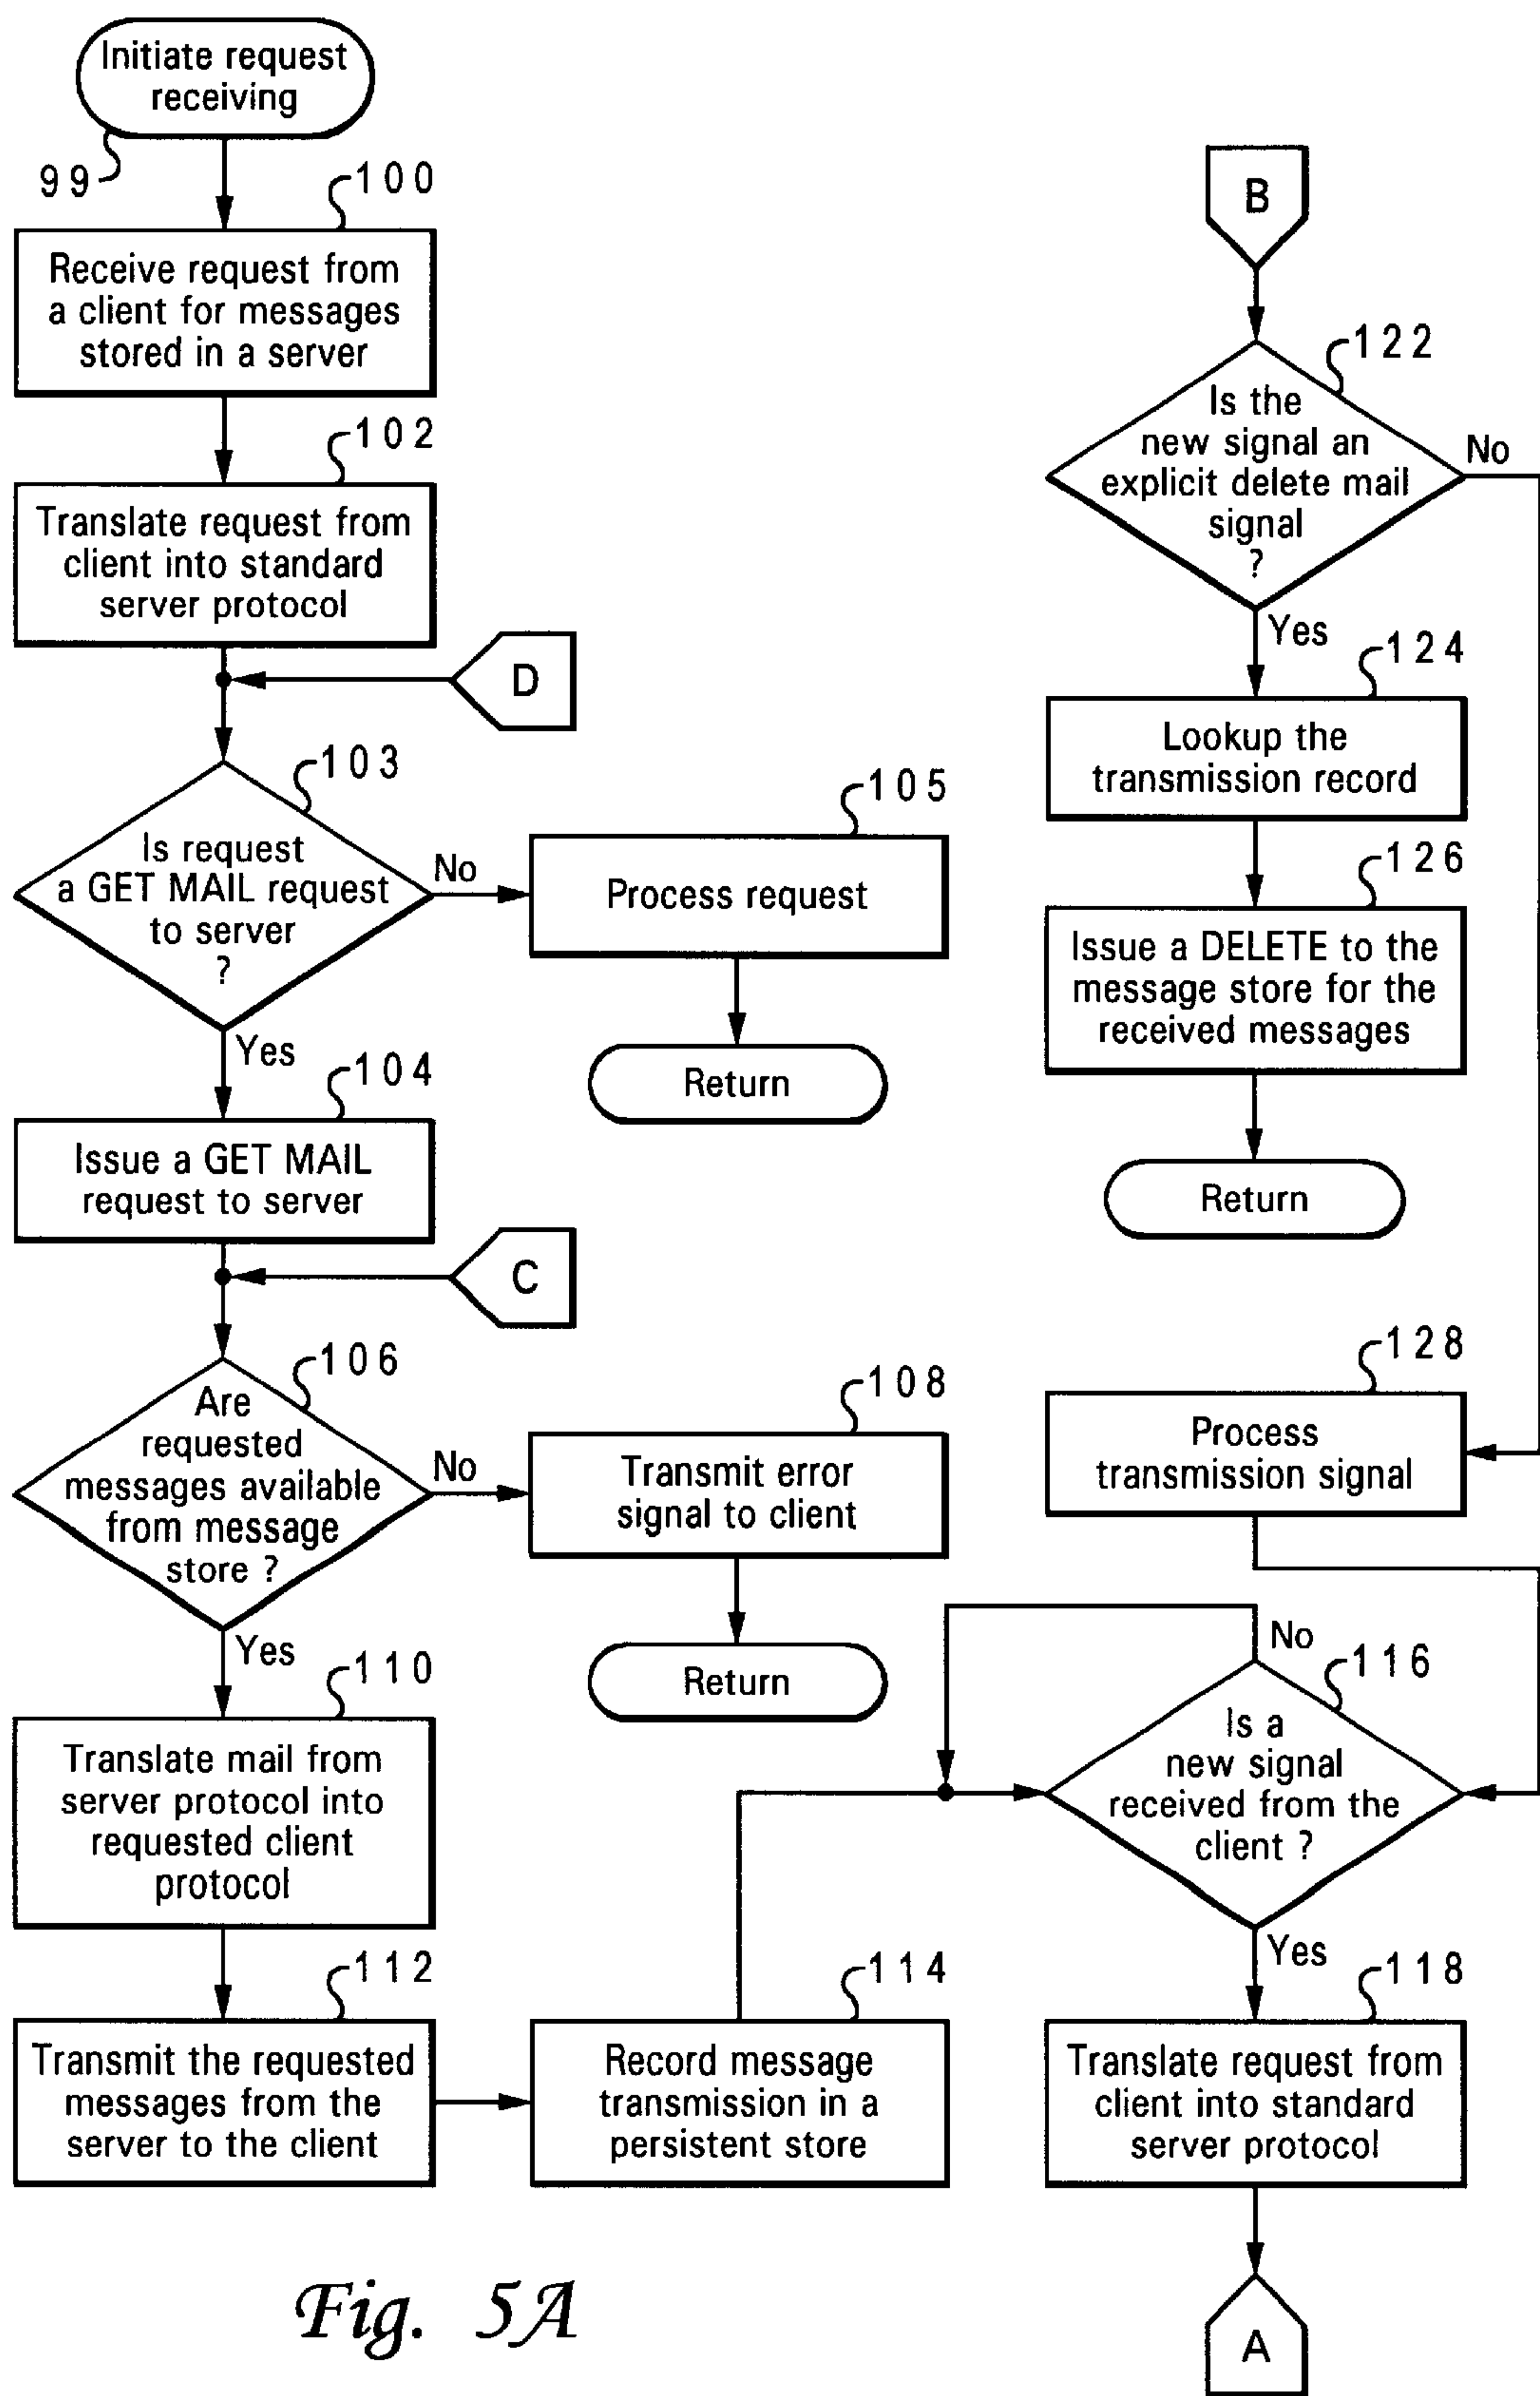 Initiate request
receiving
99
100
Receive request from
a client for messages
stored in a server
102
Translate request from
client into standard
server protocol
D
103
Is request
a GET MAIL request
to server
?
No
Yes
105
Process request
Return
104
Issue a GET MAIL
request to server
C
106
Are
requested
messages available
from message
store ?
No
Yes
108
Transmit error
signal to client
Return
110
Translate mail from
server protocol into
requested client
protocol
112
Transmit the requested
messages from the
server to the client
114
Record message
transmission in a
persistent store
B
122
Is the
new signal an
explicit delete mail
signal
?
No
Yes
124
Lookup the
transmission record
126
Issue a DELETE to the
message store for the
received messages
Return
128
Process
transmission signal
No
116
Is a
new signal
received from the
client ?
Yes
118
Translate request from
client into standard
server protocol
A
Fig. 5A